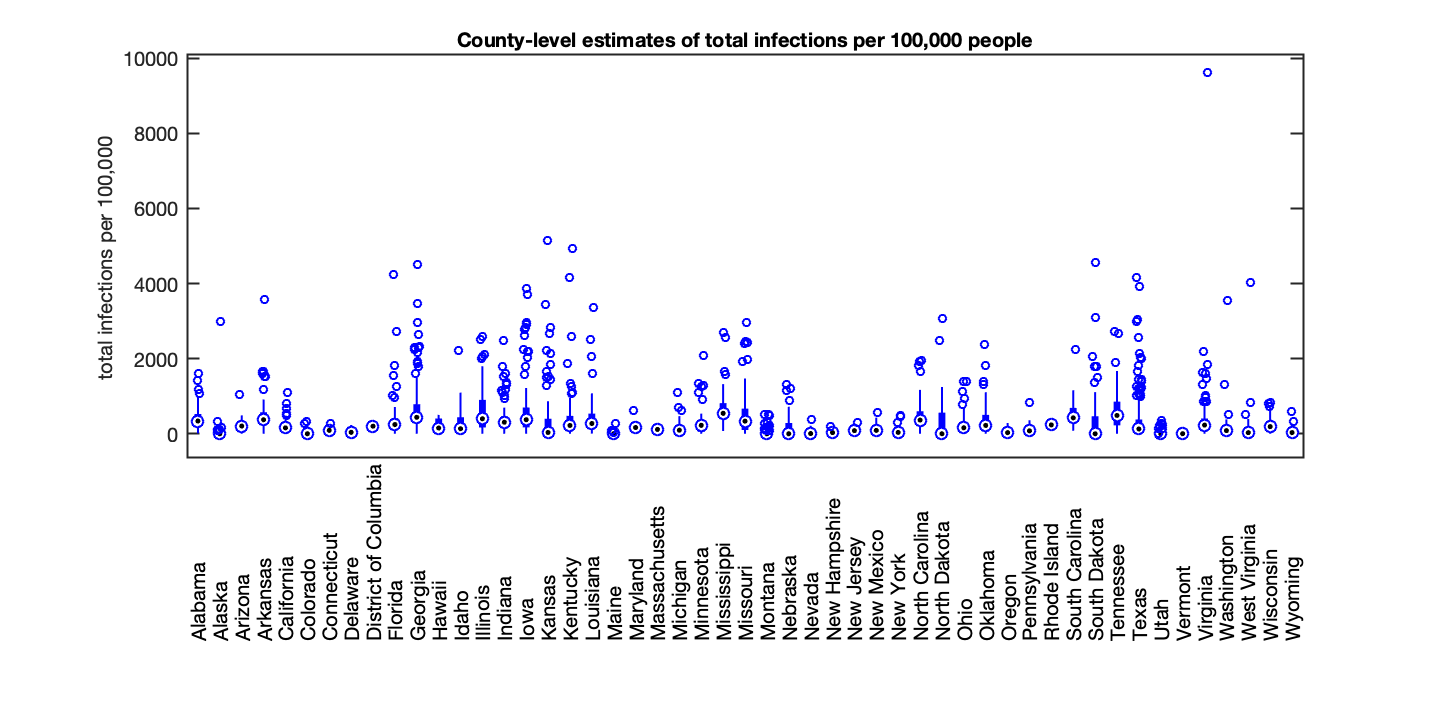 County-level estimates of total infections per 100,000 people
total infections per 100,000
10000
8000
6000
4000
2000
0
Alabama
Alaska
Arizona
Arkansas
California
Colorado
Connecticut
Delaware
District of Columbia
Florida
Georgia
Hawaii
Idaho
Illinois
Indiana
Iowa
Kansas
Kentucky
Louisiana
Maine
Maryland
Massachusetts
Michigan
Minnesota
Mississippi
Missouri
Montana
Nebraska
Nevada
New Hampshire
New Jersey
New Mexico
New York
North Carolina
North Dakota
Ohio
Oklahoma
Oregon
Pennsylvania
Rhode Island
South Carolina
South Dakota
Tennessee
Texas
Utah
Vermont
Virginia
Washington
West Virginia
Wisconsin
Wyoming